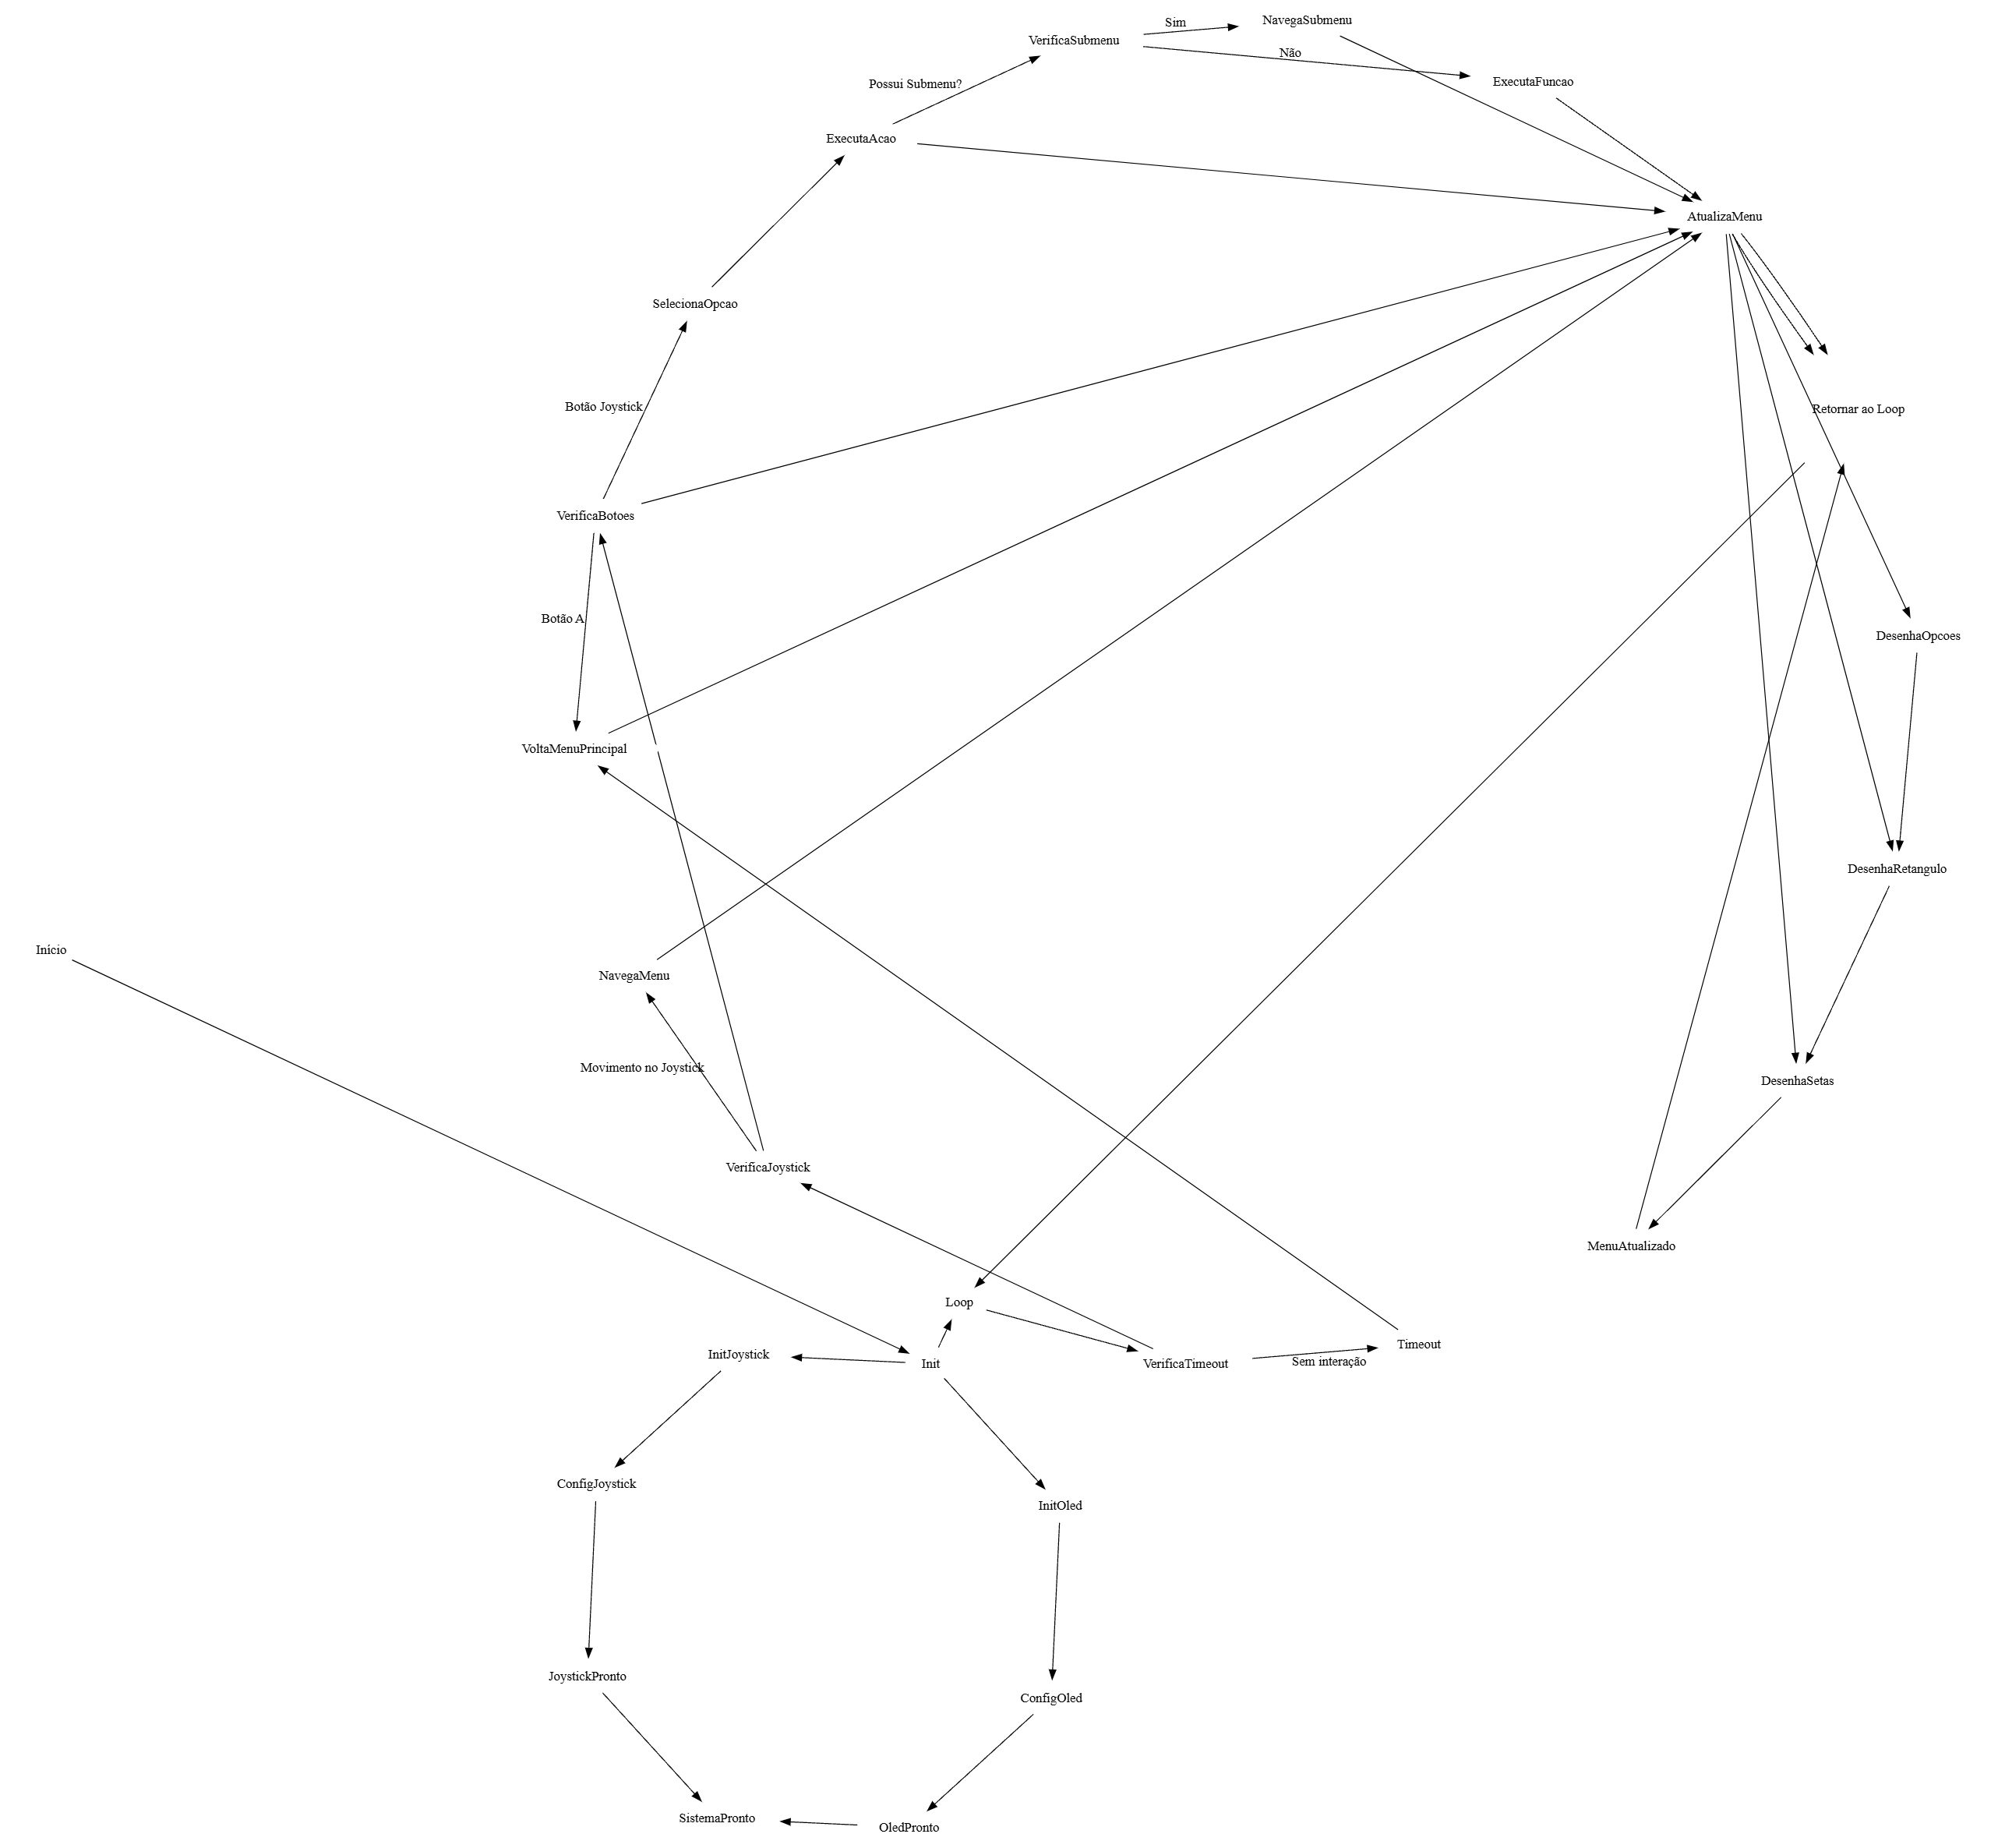 NavegaSubmenu
Sim
VerificaSubmenu
Não
ExecutaFuncao
Possui Submenu?
ExecutaAcao
AtualizaMenu
SelecionaOpcao
Botão Joystick
Retornar ao Loop
VerificaBotoes
Botão A
DesenhaOpcoes
VoltaMenuPrincipal
DesenhaRetangulo
Início
NavegaMenu
Movimento no Joystick
DesenhaSetas
VerificaJoystick
MenuAtualizado
Loop
Timeout
InitJoystick
Init
VerificaTimeout
Sem interação
ConfigJoystick
InitOled
JoystickPronto
ConfigOled
SistemaPronto
OledPronto